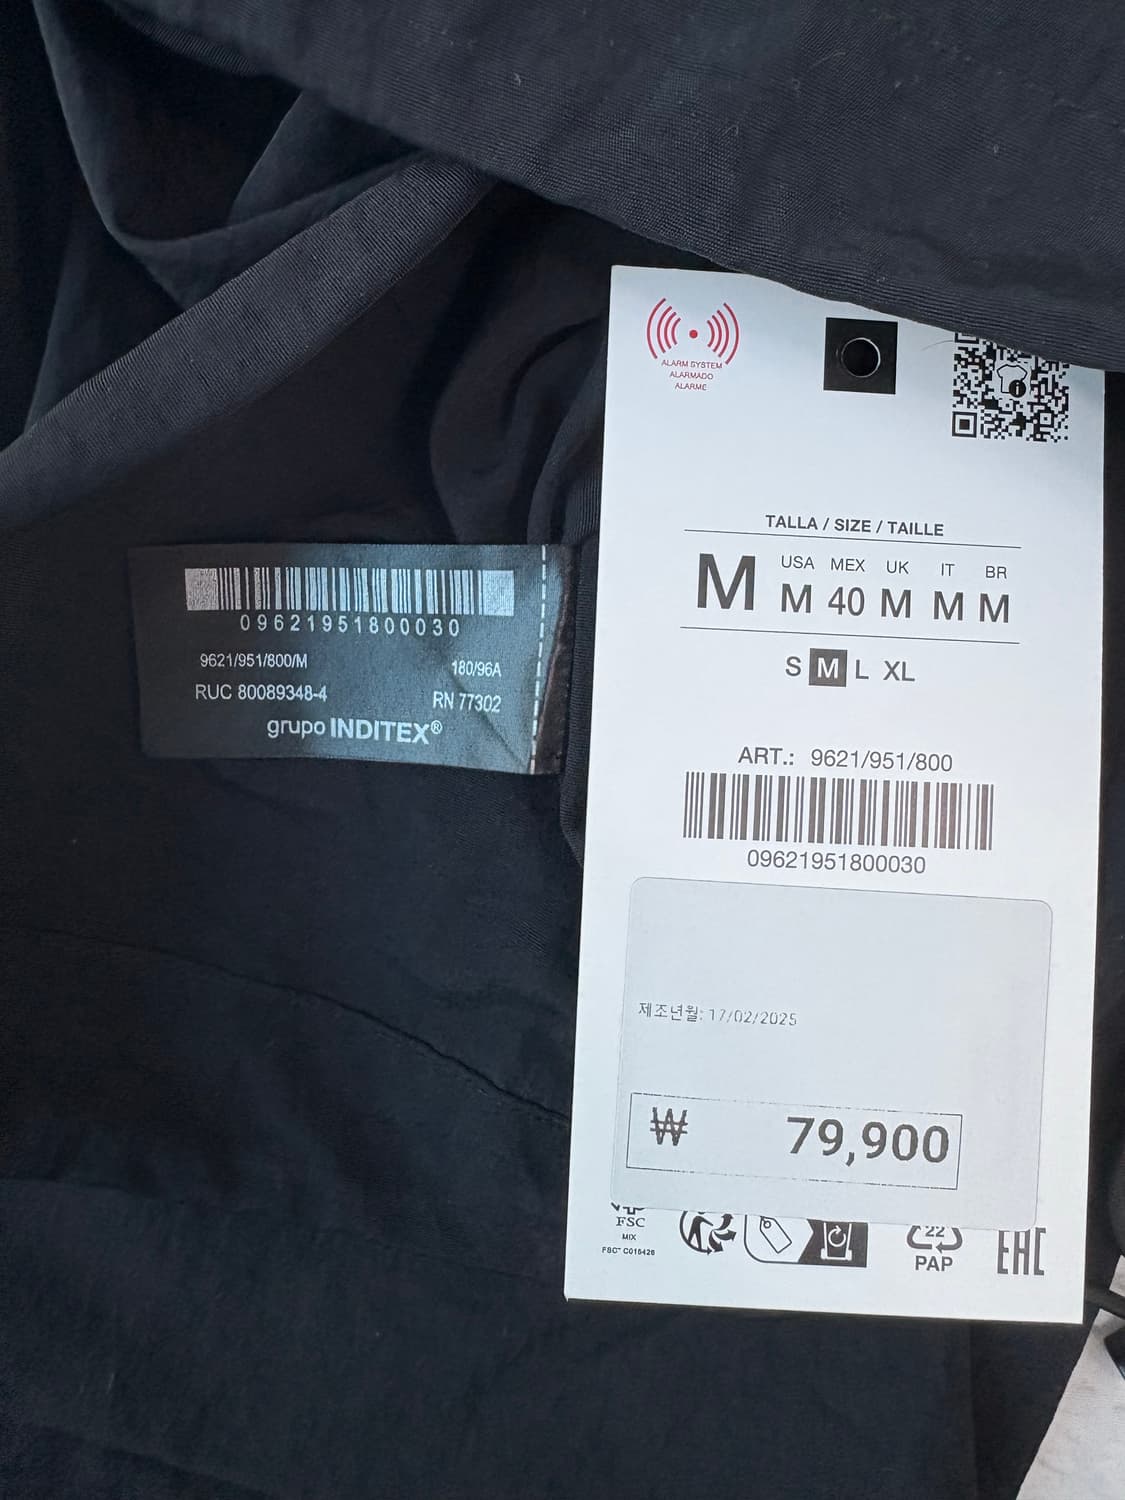 09621951800030
9621/951/800/M 180/96A
RUC 80089348-4 RN 77302
grupo INDITEX®
ALARM SYSTEM
ALARMADO
ALARME
TALLA / SIZE / TAILLE
M
USA MEX UK IT BR
M 40 M M M
S M L XL
ART.: 9621/951/800
09621951800030
제조년월: 17/02/2025
₩ 79,900
FSC
MIX
FSC™ C015426
22
PAP
EAC